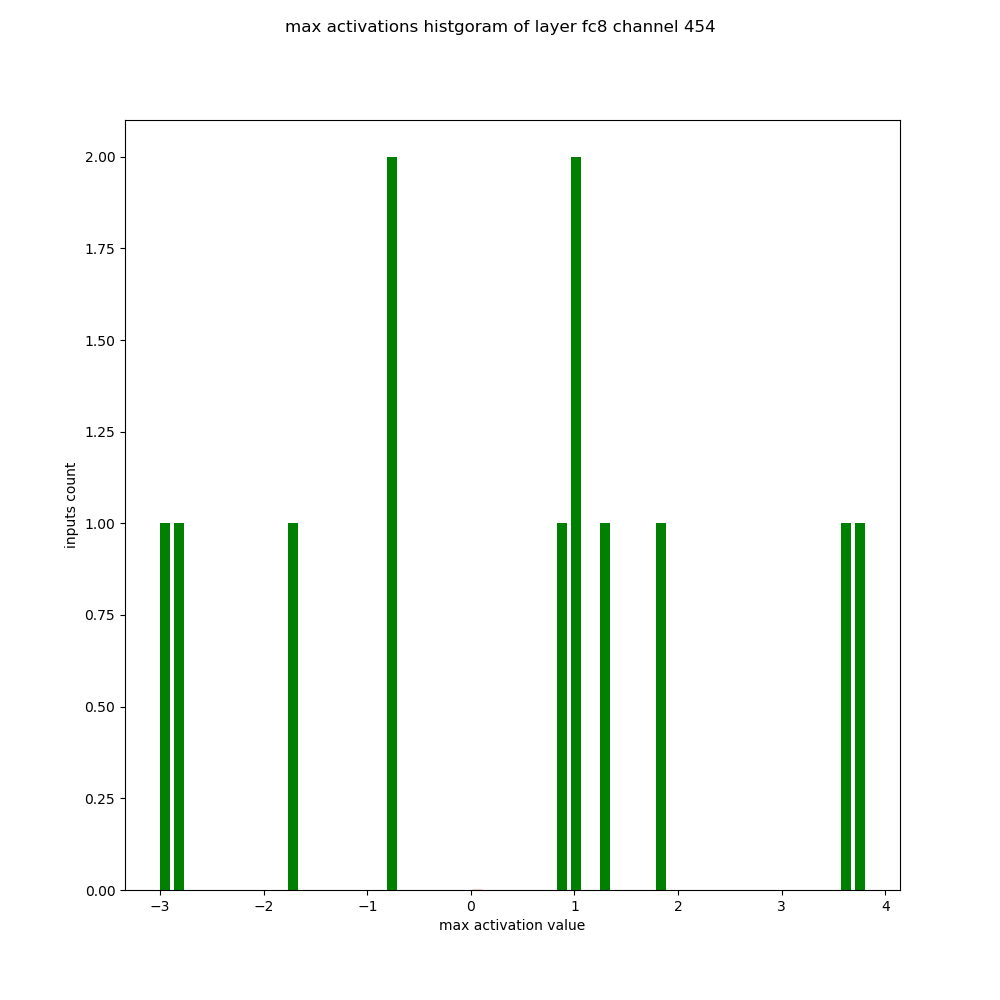 max activations histgoram of layer fc8 channel 454
2.00
1.75
1.50
1.25
1.00
0.75
0.50
0.25
0.00
inputs count
−3 −2 −1 0 1 2 3 4
max activation value